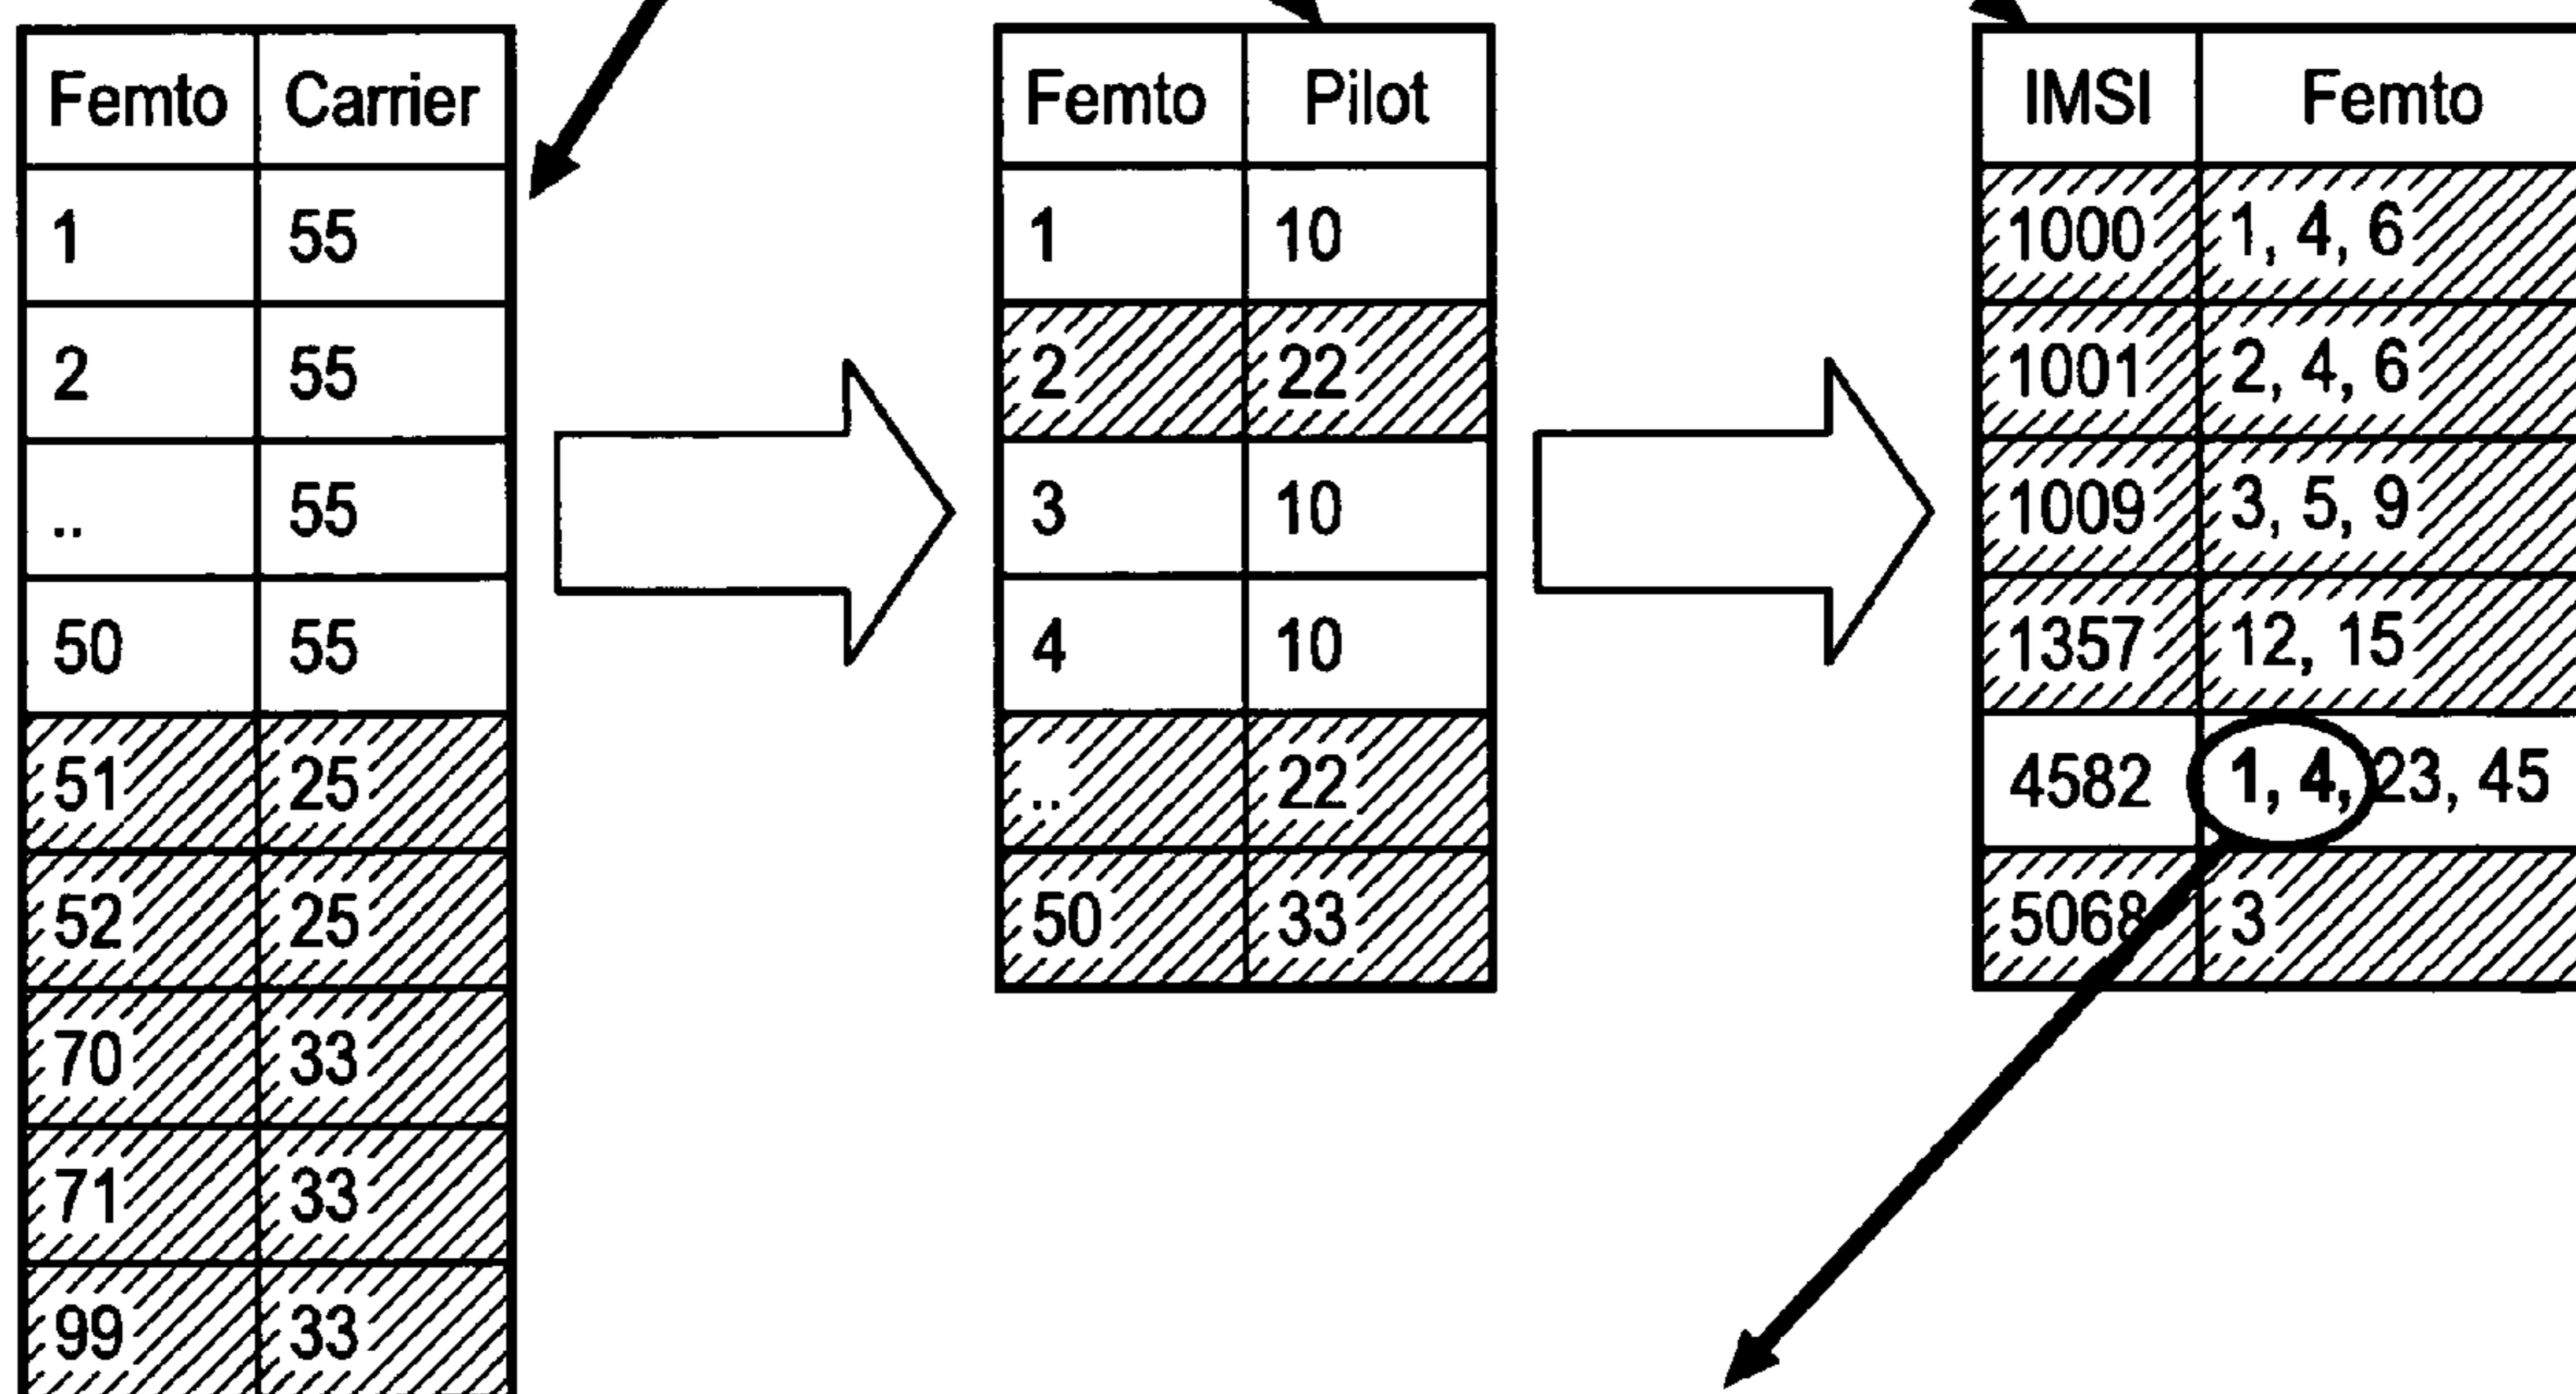 Femto Carrier
1 55
2 55
.. 55
50 55
51 25
52 25
70 33
71 33
99 33
Femto Pilot
1 10
2 22
3 10
4 10
.. 22
50 33
IMSI Femto
1000 1, 4, 6
1001 2, 4, 6
1009 3, 5, 9
1357 12, 15
4582 1, 4, 23, 45
5068 3